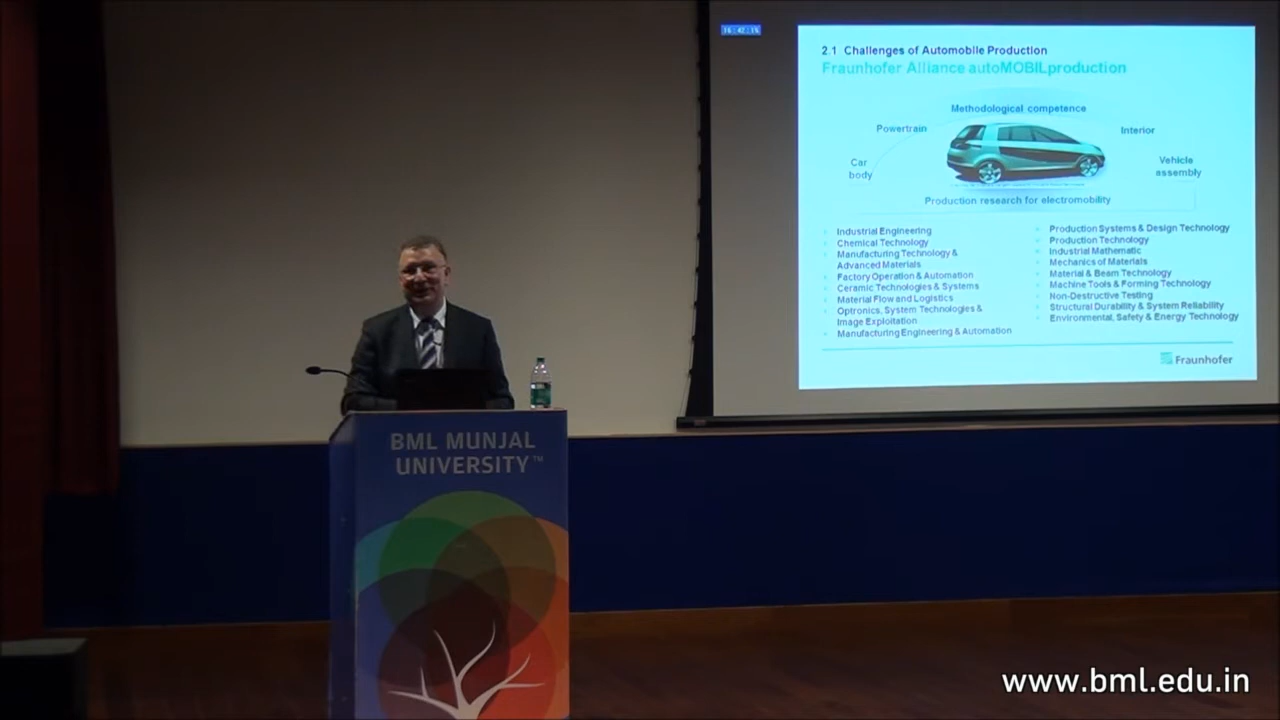 2.1 Challenges of Automobile Production
Fraunhofer Alliance autoMOBILproduction
Methodological competence
Powertrain
Interior
Car
body
Vehicle
assembly
Production research for electromobility
Industrial Engineering
Chemical Technology
Manufacturing Technology &
Advanced Materials
Factory Operation & Automation
Ceramic Technologies & Systems
Material Flow and Logistics
Optronics, System Technologies &
Image Exploitation
Manufacturing Engineering & Automation
Production Systems & Design Technology
Production Technology
Industrial Mathematic
Mechanics of Materials
Material & Beam Technology
Machine Tools & Forming Technology
Non-Destructive Testing
Structural Durability & System Reliability
Environmental, Safety & Energy Technology
Fraunhofer
BML MUNJAL
UNIVERSITY™
www.bml.edu.in